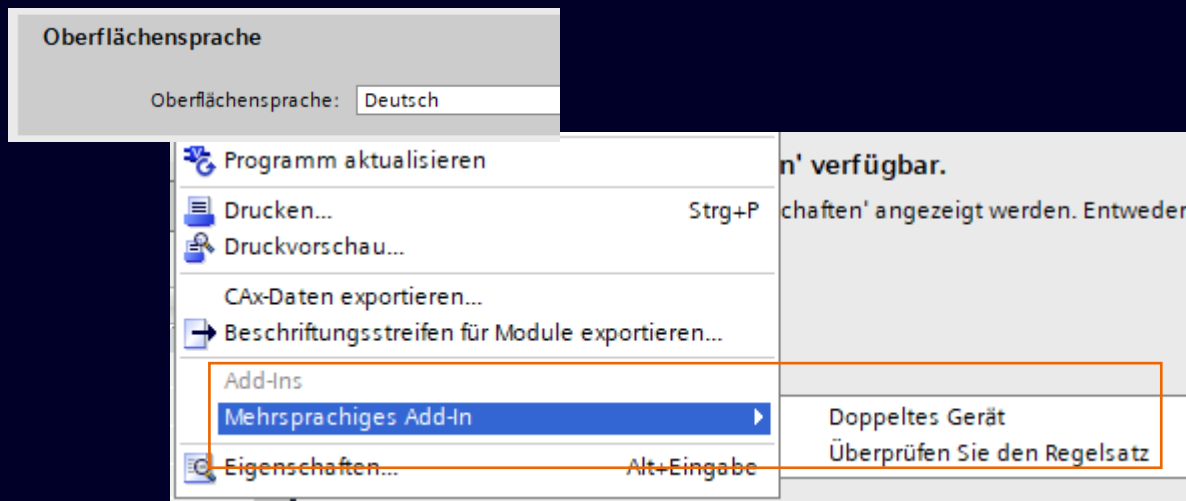 Oberflächensprache
Oberflächensprache: Deutsch
Programm aktualisieren
n' verfügbar.
Drucken... Strg+P
chaften' angezeigt werden. Entweder
Druckvorschau...
CAx-Daten exportieren...
Beschriftungsstreifen für Module exportieren...
Add-Ins
Mehrsprachiges Add-In
Doppeltes Gerät
Überprüfen Sie den Regelsatz
Eigenschaften... Alt+Eingabe